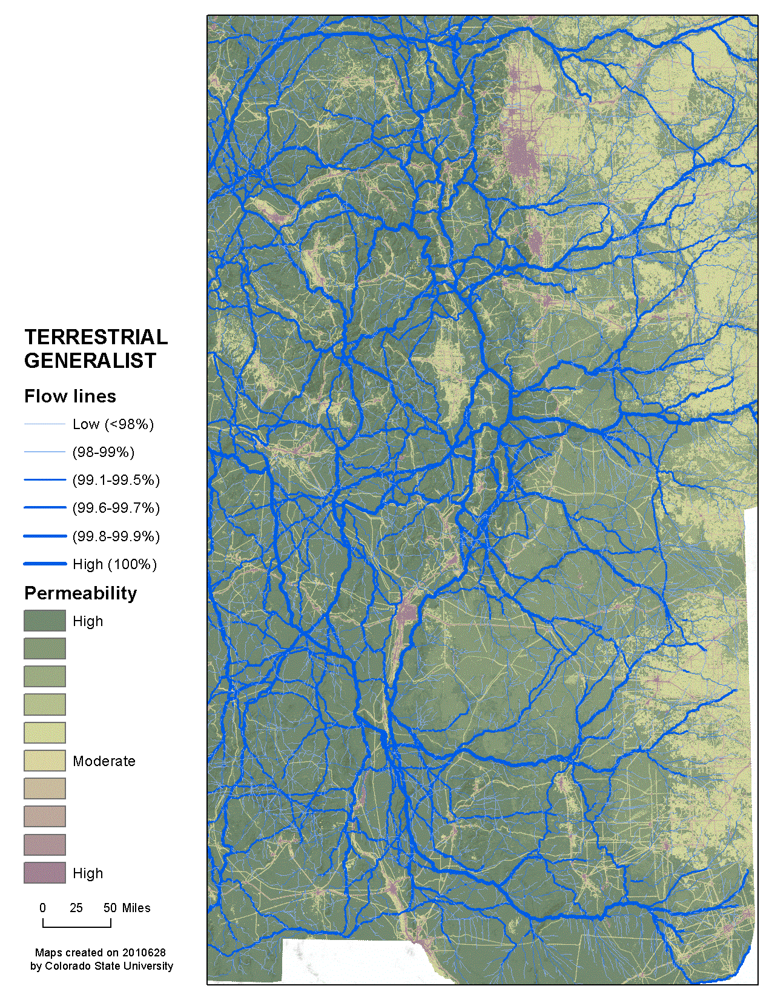 TERRESTRIAL
GENERALIST
Flow lines
Low (<98%)
(98-99%)
(99.1-99.5%)
(99.6-99.7%)
(99.8-99.9%)
High (100%)
Permeability
High
Moderate
High
0 25 50 Miles
Maps created on 2010628
by Colorado State University